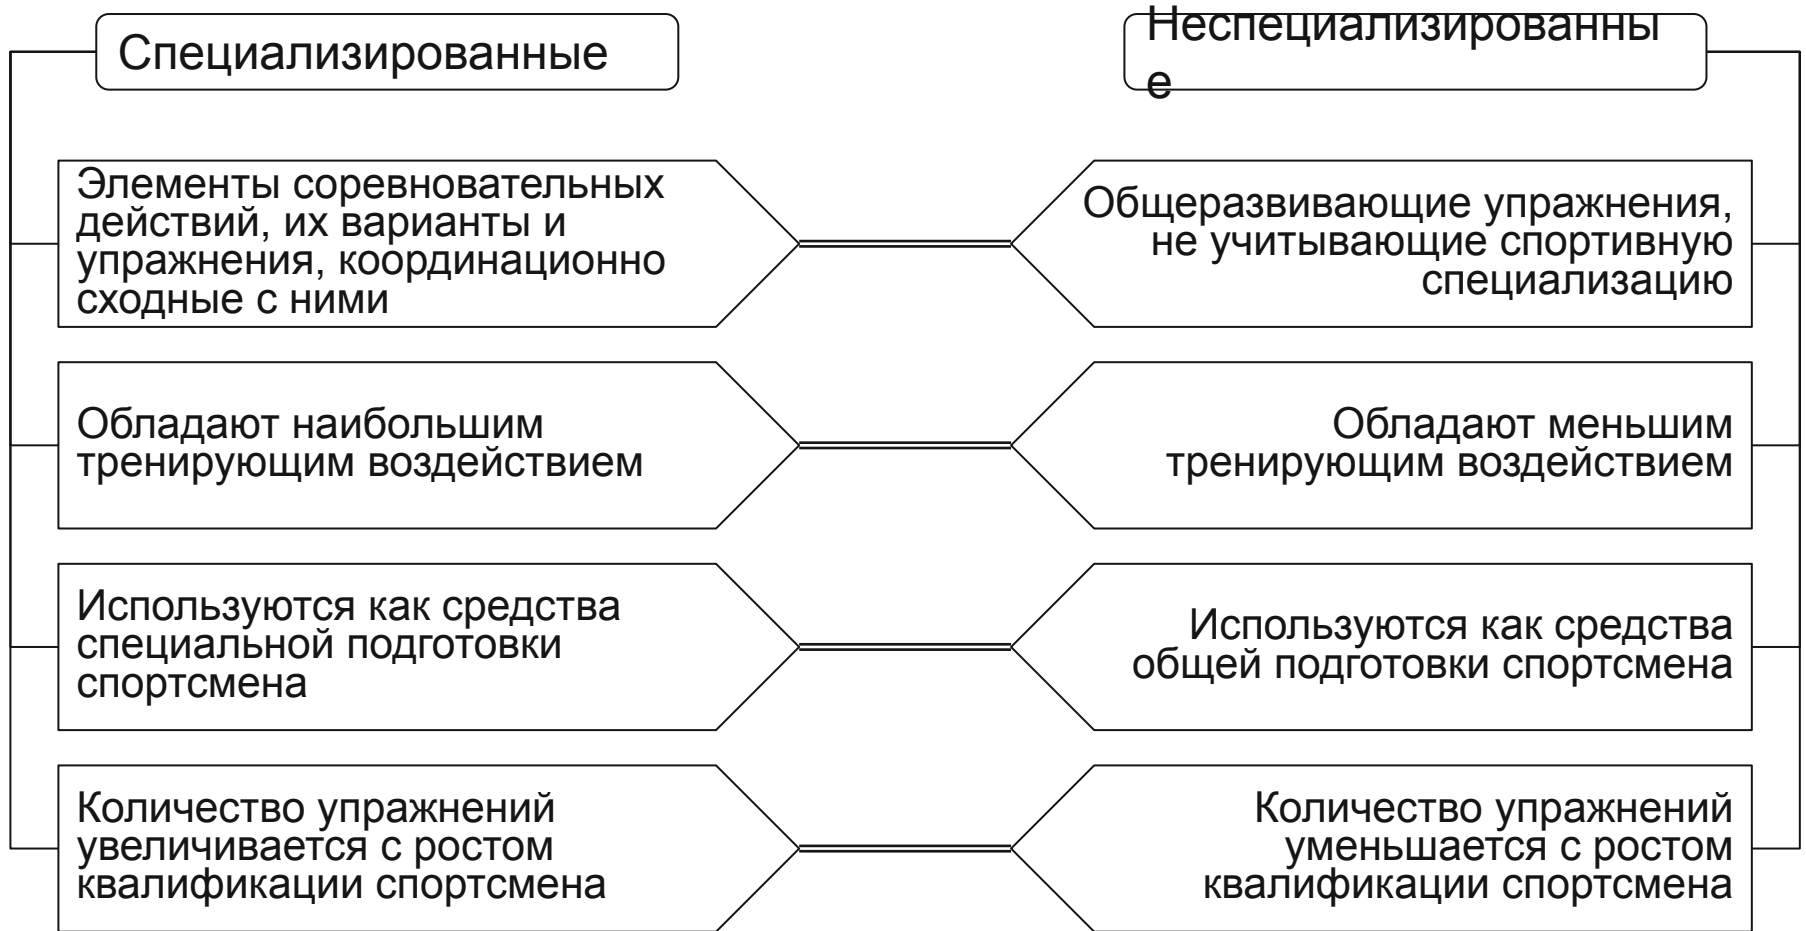 Специализированные
Неспециализированны
е
Элементы соревновательных
действий, их варианты и
упражнения, координационно
сходные с ними
Общеразвивающие упражнения,
не учитывающие спортивную
специализацию
Обладают наибольшим
тренирующим воздействием
Обладают меньшим
тренирующим воздействием
Используются как средства
специальной подготовки
спортсмена
Используются как средства
общей подготовки спортсмена
Количество упражнений
увеличивается с ростом
квалификации спортсмена
Количество упражнений
уменьшается с ростом
квалификации спортсмена